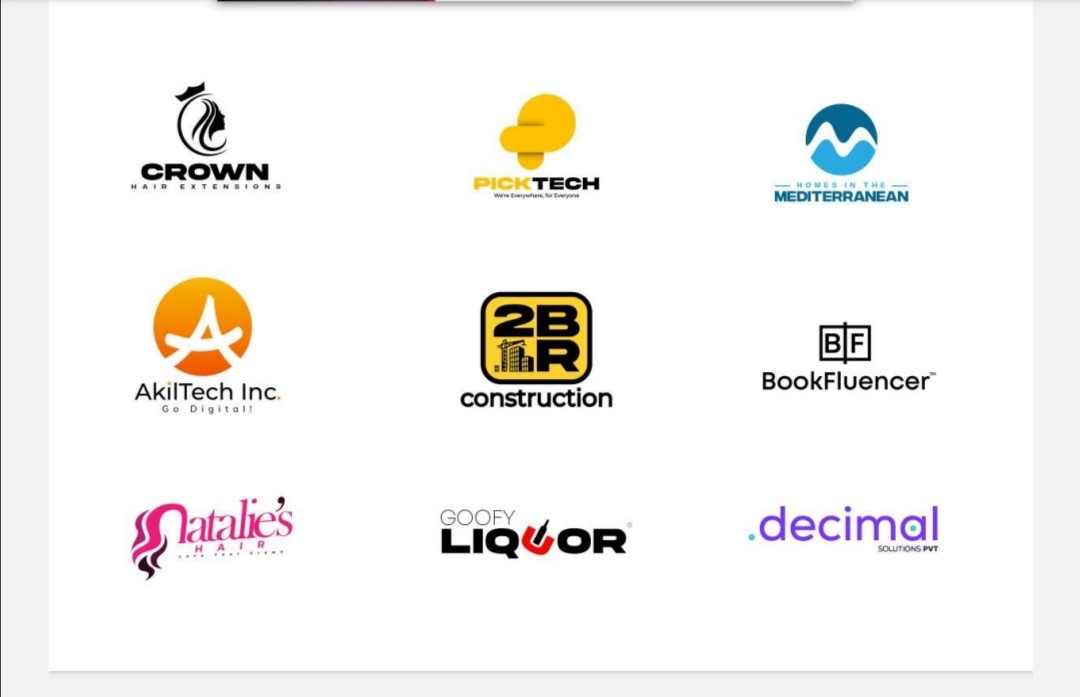 CROWN
HAIR EXTENSIONS
PICKTECH
We're Everywhere, for Everyone
HOMES IN THE
MEDITERRANEAN
AkilTech Inc.
Go Digital!
2B
R
construction
B F
BookFluencer™
Natalie's
HAIR
GOOFY
LIQUOR®
.decimal
SOLUTIONS PVT